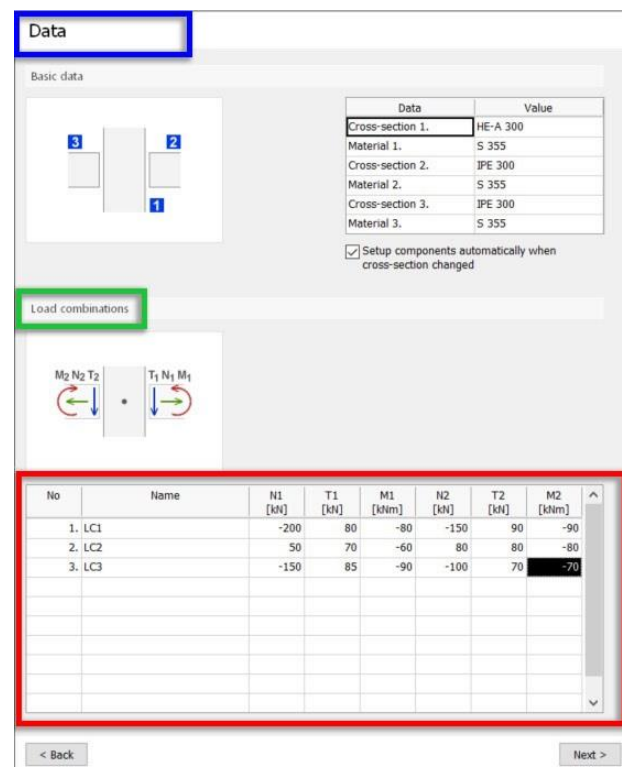 Data
Basic data
3 2
1
Data Value
Cross-section 1. HE-A 300
Material 1. S 355
Cross-section 2. IPE 300
Material 2. S 355
Cross-section 3. IPE 300
Material 3. S 355
Setup components automatically when
cross-section changed
Load combinations
M2 N2 T2 T1 N1 M1
No Name N1 T1 M1 N2 T2 M2
[kN] [kN] [kNm] [kN] [kN] [kNm]
1. LC1 -200 80 -80 -150 90 -90
2. LC2 50 70 -60 80 80 -80
3. LC3 -150 85 -90 -100 70 -70
< Back Next >